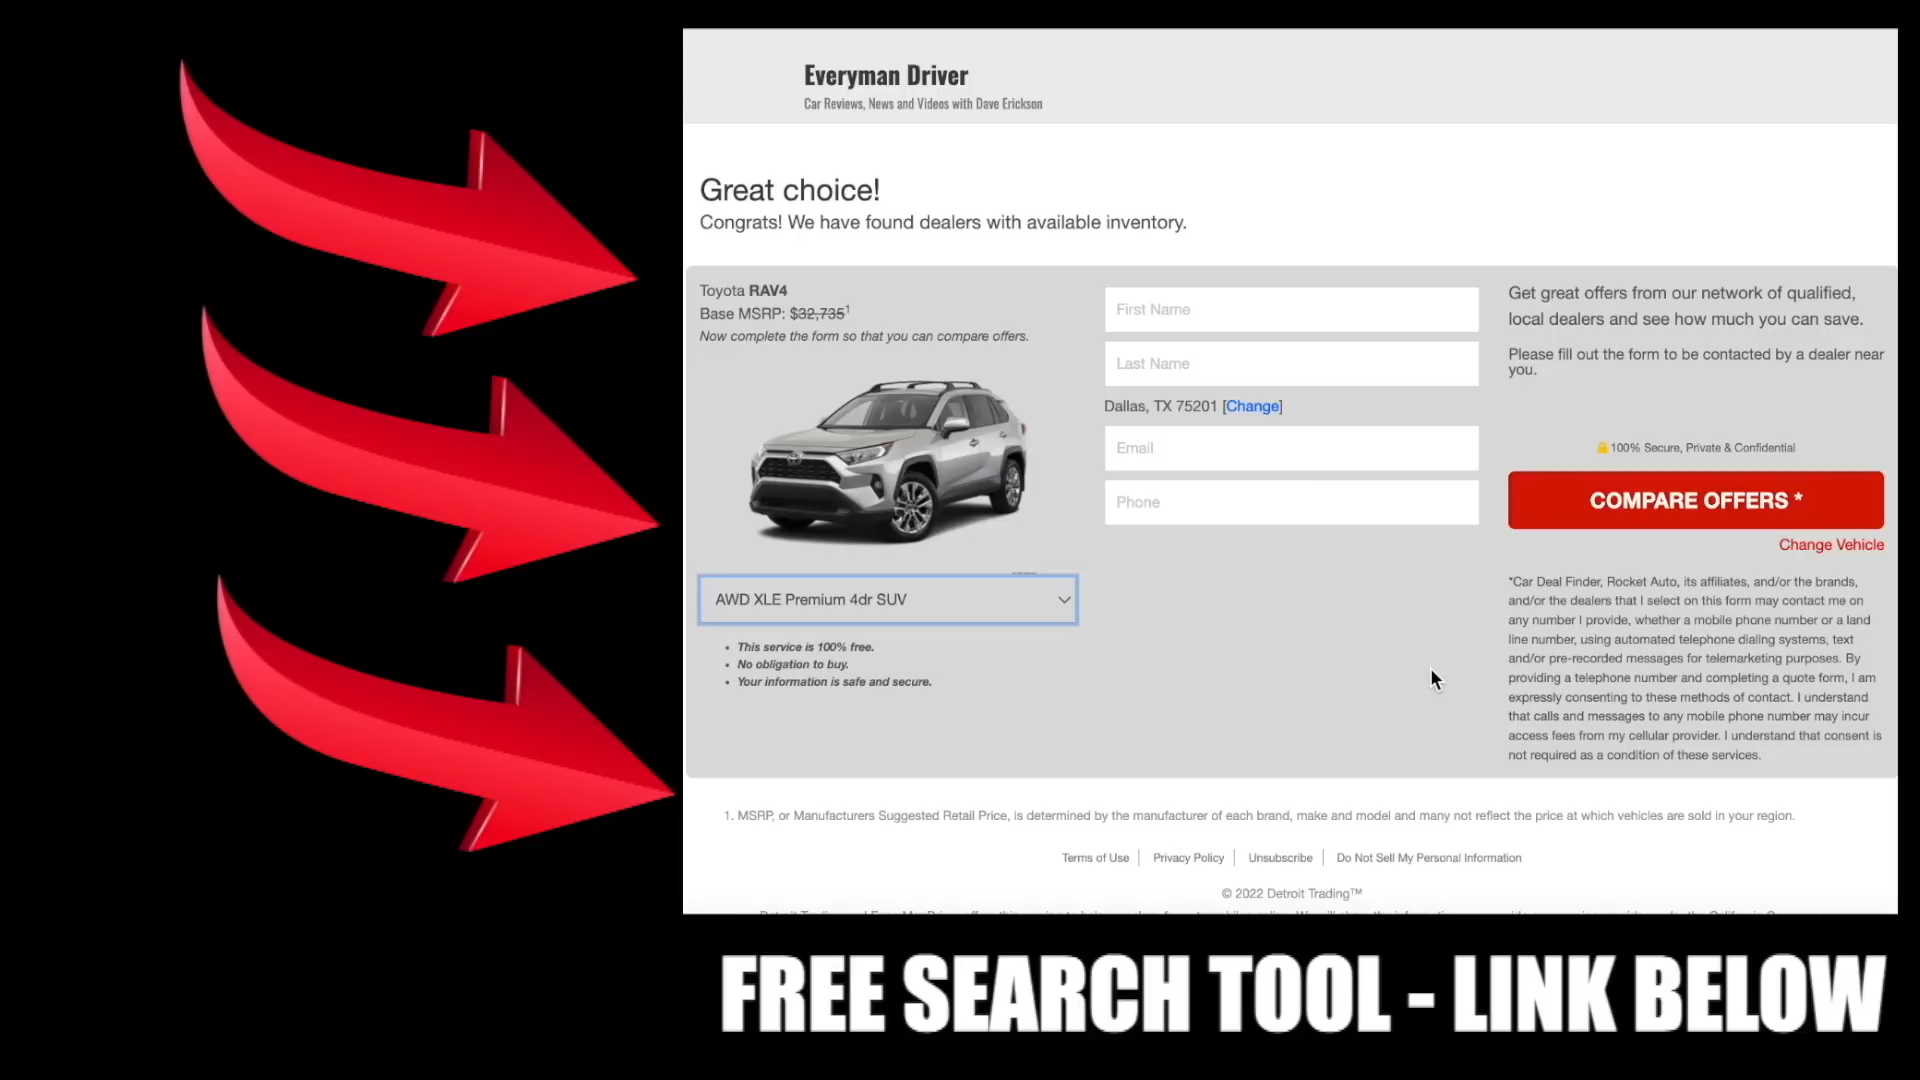 Everyman Driver
Car Reviews, News and Videos with Dave Erickson
Great choice!
Congrats! We have found dealers with available inventory.
Toyota RAV4
Base MSRP: $32,735¹
Now complete the form so that you can compare offers.
AWD XLE Premium 4dr SUV
• This service is 100% free.
• No obligation to buy.
• Your information is safe and secure.
First Name
Last Name
Dallas, TX 75201 [Change]
Email
Phone
Get great offers from our network of qualified,
local dealers and see how much you can save.
Please fill out the form to be contacted by a dealer near
you.
100% Secure, Private & Confidential
COMPARE OFFERS *
Change Vehicle
*Car Deal Finder, Rocket Auto, its affiliates, and/or the brands,
and/or the dealers that I select on this form may contact me on
any number I provide, whether a mobile phone number or a land
line number, using automated telephone dialing systems, text
and/or pre-recorded messages for telemarketing purposes. By
providing a telephone number and completing a quote form, I am
expressly consenting to these methods of contact. I understand
that calls and messages to any mobile phone number may incur
access fees from my cellular provider. I understand that consent is
not required as a condition of these services.
1. MSRP, or Manufacturers Suggested Retail Price, is determined by the manufacturer of each brand, make and model and many not reflect the price at which vehicles are sold in your region.
Terms of Use | Privacy Policy | Unsubscribe | Do Not Sell My Personal Information
© 2022 Detroit Trading™
FREE SEARCH TOOL - LINK BELOW